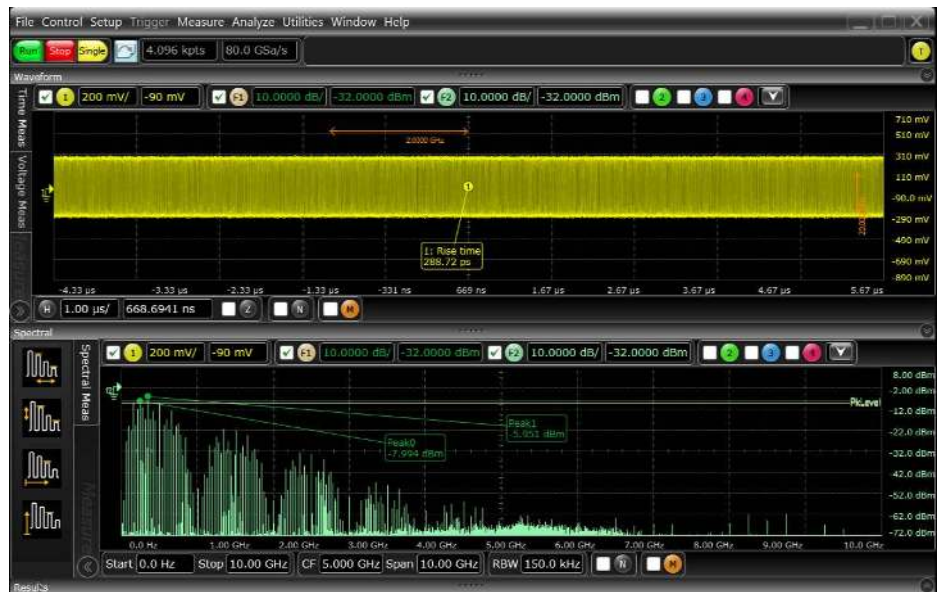 File Control Setup Trigger Measure Analyze Utilities Window Help
Run Stop Single 4.096 kpts 80.0 GSa/s T
Waveform
Time Meas
Voltage Meas
1 200 mV/ -90 mV F1 10.0000 dB/ -32.0000 dBm F2 10.0000 dB/ -32.0000 dBm 2 3 4
710 mV
510 mV
310 mV
110 mV
-90.0 mV
-290 mV
-490 mV
-690 mV
-890 mV
1
1: Rise time
288.72 ps
-4.33 µs -3.33 µs -2.33 µs -1.33 µs -331 ns 669 ns 1.67 µs 2.67 µs 3.67 µs 4.67 µs 5.67 µs
H 1.00 µs/ 668.6941 ns Z N M
Spectral
Spectral Meas
1 200 mV/ -90 mV F1 10.0000 dB/ -32.0000 dBm F2 10.0000 dB/ -32.0000 dBm 2 3 4
8.00 dBm
-2.00 dBm
PkLevel
-12.0 dBm
-22.0 dBm
-32.0 dBm
-42.0 dBm
-52.0 dBm
-62.0 dBm
-72.0 dBm
Peak1
-5.951 dBm
Peak0
-7.994 dBm
0.0 Hz 1.00 GHz 2.00 GHz 3.00 GHz 4.00 GHz 5.00 GHz 6.00 GHz 7.00 GHz 8.00 GHz 9.00 GHz 10.0 GHz
Start 0.0 Hz Stop 10.00 GHz CF 5.000 GHz Span 10.00 GHz RBW 150.0 kHz N M
Results